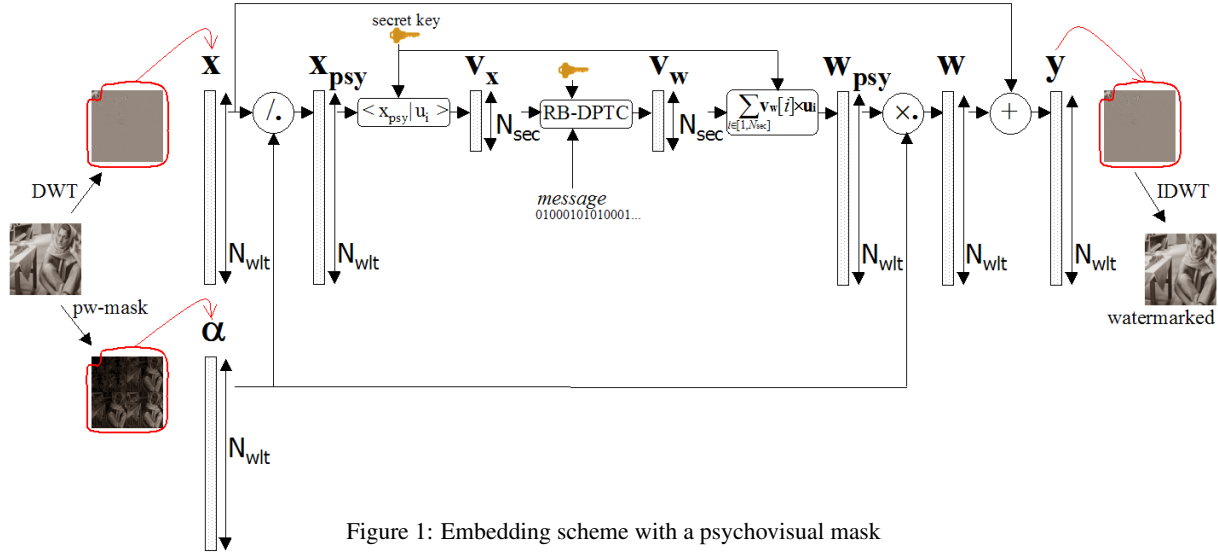 secret key
x
x_psy
v_x
v_w
w_psy
w
y
/.
< x_psy | u_i >
N_sec
RB-DPTC
N_sec
∑ v_w[i]×u_i
i∈[1,N_sec]
×.
+
DWT
IDWT
message
01000101010001...
N_wlt
N_wlt
N_wlt
N_wlt
N_wlt
pw-mask
watermarked
α
N_wlt
Figure 1: Embedding scheme with a psychovisual mask